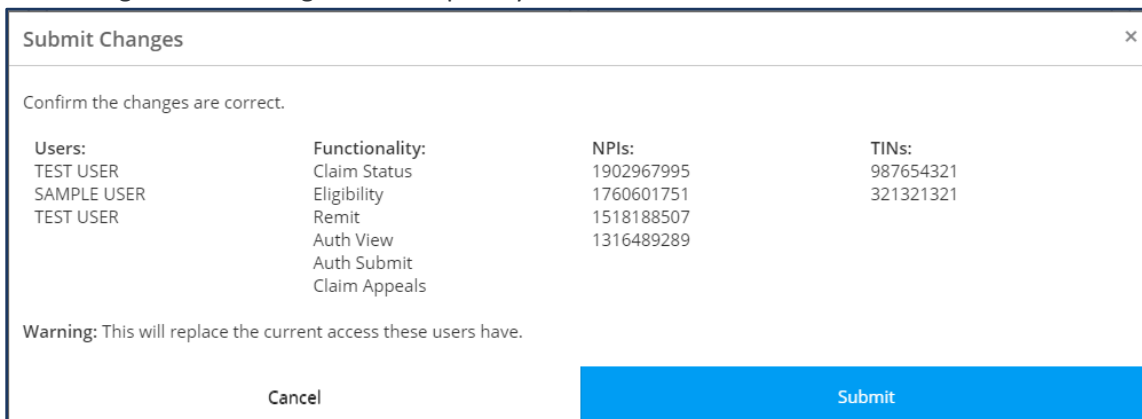 Submit Changes ×
Confirm the changes are correct.
Users: Functionality: NPIs: TINs:
TEST USER Claim Status 1902967995 987654321
SAMPLE USER Eligibility 1760601751 321321321
TEST USER Remit 1518188507
Auth View 1316489289
Auth Submit
Claim Appeals
Warning: This will replace the current access these users have.
Cancel Submit